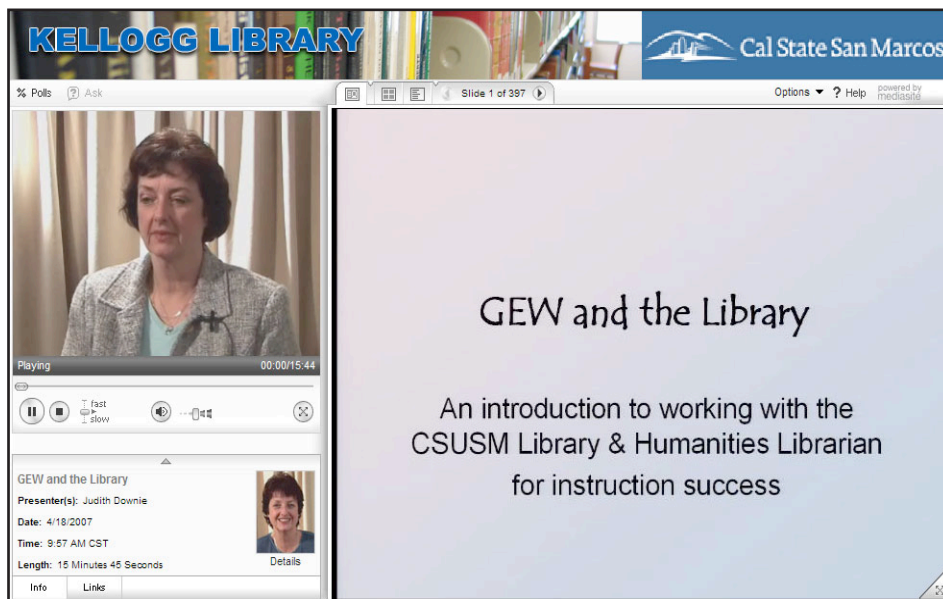 KELLOGG LIBRARY
Cal State San Marcos
% Polls
? Ask
Slide 1 of 397
Options
? Help
powered by
mediasite
Playing
00:00/15:44
fast
slow
GEW and the Library
Presenter(s): Judith Downie
Date: 4/18/2007
Time: 9:57 AM CST
Length: 15 Minutes 45 Seconds
Details
Info
Links
GEW and the Library
An introduction to working with the
CSUSM Library & Humanities Librarian
for instruction success